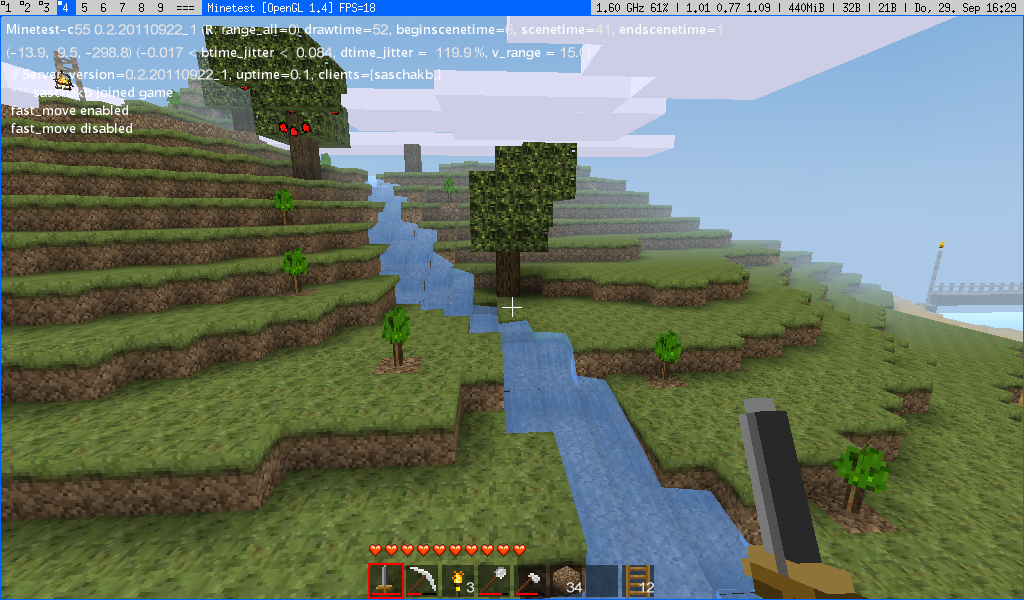 1 2 3 4 5 6 7 8 9 === Minetest [OpenGL 1.4] FPS=18 1.60 GHz 61% | 1.01 0.77 1.09 | 440MiB | 32B | 21B | Do, 29. Sep 16:29
Minetest-c55 0.2.20110922_1 (R: range_all=0) drawtime=52, beginscenetime=6, scenetime=41, endscenetime=1
(-13.9, 9.5, -298.8) (-0.017 < btime_jitter < 0.084, dtime_jitter = 119.9 %, v_range = 15.0)
# Server: version=0.2.20110922_1, uptime=0.1, clients={saschakb,}
*** saschakb joined game
fast_move enabled
fast_move disabled
3 34 12